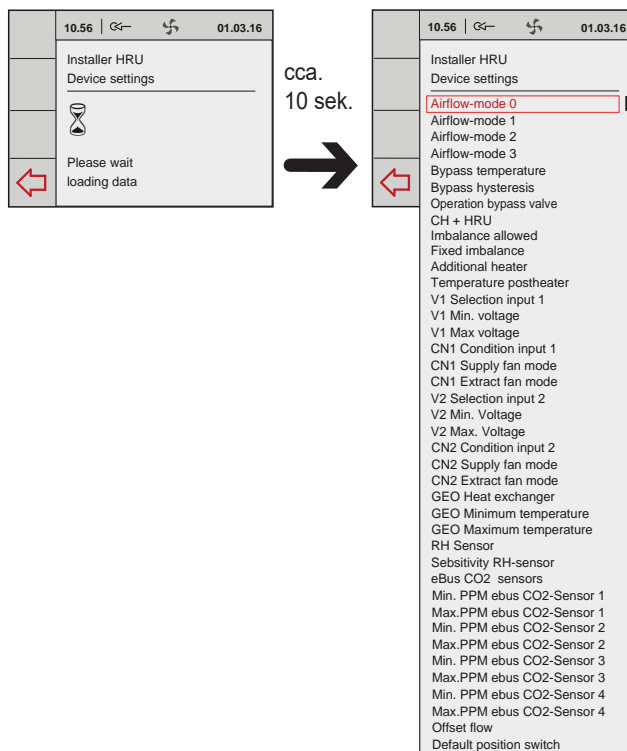 10.56 01.03.16
Installer HRU
Device settings
Please wait
loading data
cca.
10 sek.
10.56 01.03.16
Installer HRU
Device settings
Airflow-mode 0
Airflow-mode 1
Airflow-mode 2
Airflow-mode 3
Bypass temperature
Bypass hysteresis
Operation bypass valve
CH + HRU
Imbalance allowed
Fixed imbalance
Additional heater
Temperature postheater
V1 Selection input 1
V1 Min. voltage
V1 Max voltage
CN1 Condition input 1
CN1 Supply fan mode
CN1 Extract fan mode
V2 Selection input 2
V2 Min. Voltage
V2 Max. Voltage
CN2 Condition input 2
CN2 Supply fan mode
CN2 Extract fan mode
GEO Heat exchanger
GEO Minimum temperature
GEO Maximum temperature
RH Sensor
Sebsitivity RH-sensor
eBus CO2 sensors
Min. PPM ebus CO2-Sensor 1
Max.PPM ebus CO2-Sensor 1
Min. PPM ebus CO2-Sensor 2
Max.PPM ebus CO2-Sensor 2
Min. PPM ebus CO2-Sensor 3
Max.PPM ebus CO2-Sensor 3
Min. PPM ebus CO2-Sensor 4
Max.PPM ebus CO2-Sensor 4
Offset flow
Default position switch